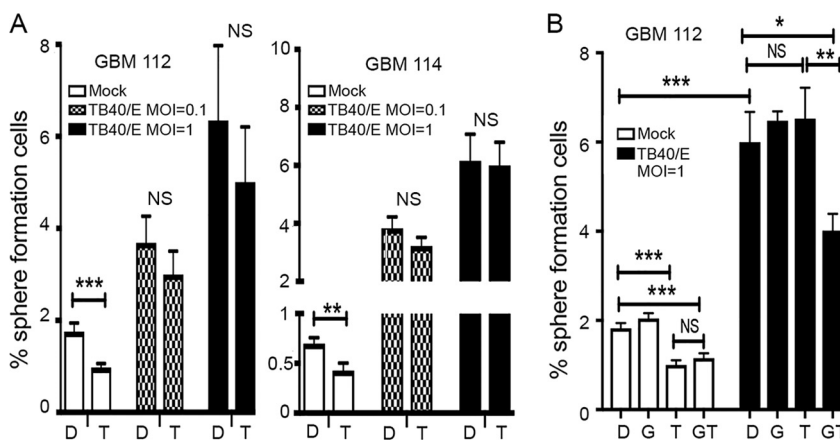 A
% sphere formation cells
8
6
4
2
0
GBM 112
Mock
TB40/E MOI=0.1
TB40/E MOI=1
***
NS
NS
D T D T D T
10
8
6
4
2
1
0.5
0
GBM 114
Mock
TB40/E MOI=0.1
TB40/E MOI=1
**
NS
NS
D T D T D T
B
% sphere formation cells
8
6
4
2
0
GBM 112
Mock
TB40/E
MOI=1
*
NS **
***
***
***
NS
D G T GT D G T GT